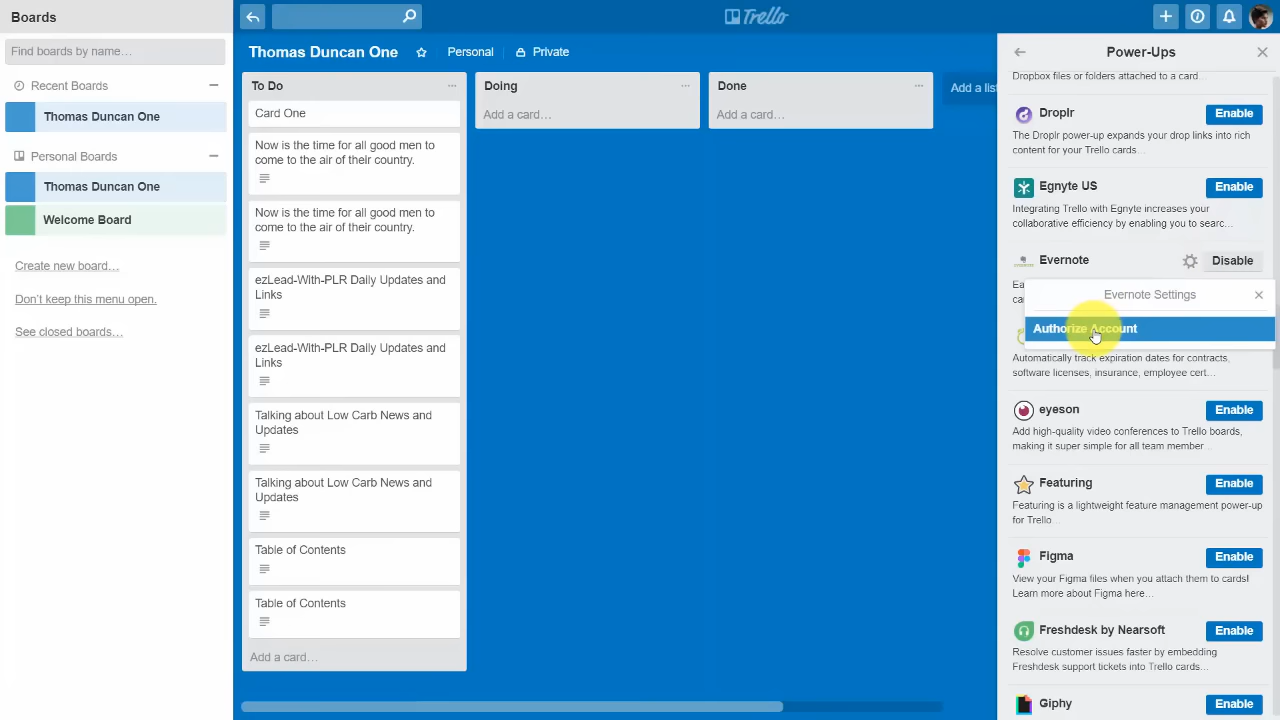 Boards
Find boards by name…
Recent Boards
Thomas Duncan One
Personal Boards
Thomas Duncan One
Welcome Board
Create new board…
Don't keep this menu open.
See closed boards…
Trello
Thomas Duncan One
Personal
Private
To Do
Card One
Now is the time for all good men to
come to the air of their country.
Now is the time for all good men to
come to the air of their country.
ezLead-With-PLR Daily Updates and
Links
ezLead-With-PLR Daily Updates and
Links
Talking about Low Carb News and
Updates
Talking about Low Carb News and
Updates
Table of Contents
Table of Contents
Add a card…
Doing
Add a card…
Done
Add a card…
Add a list
Power-Ups
Dropbox files or folders attached to a card…
Droplr
Enable
The Droplr power-up expands your drop links into rich
content for your Trello cards…
Egnyte US
Enable
Integrating Trello with Egnyte increases your
collaborative efficiency by enabling you to searc…
Evernote
Disable
Evernote Settings
Authorize Account
Automatically track expiration dates for contracts,
software licenses, insurance, employee cert…
eyeson
Enable
Add high-quality video conferences to Trello boards,
making it super simple for all team member…
Featuring
Enable
Featuring is a lightweight feature management power-up
for Trello…
Figma
Enable
View your Figma files when you attach them to cards!
Learn more about Figma here…
Freshdesk by Nearsoft
Enable
Resolve customer issues faster by embedding
Freshdesk support tickets into Trello cards…
Giphy
Enable